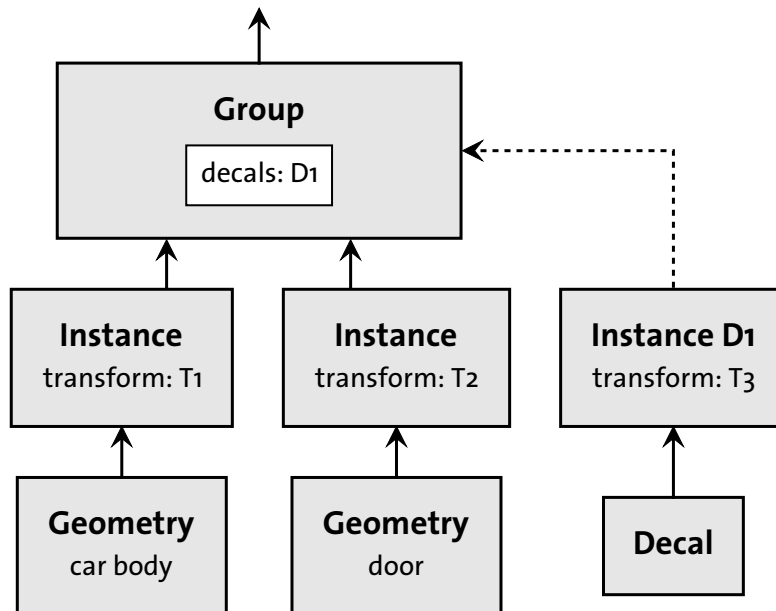 Group
decals: D1
Instance
transform: T1
Instance
transform: T2
Instance D1
transform: T3
Geometry
car body
Geometry
door
Decal